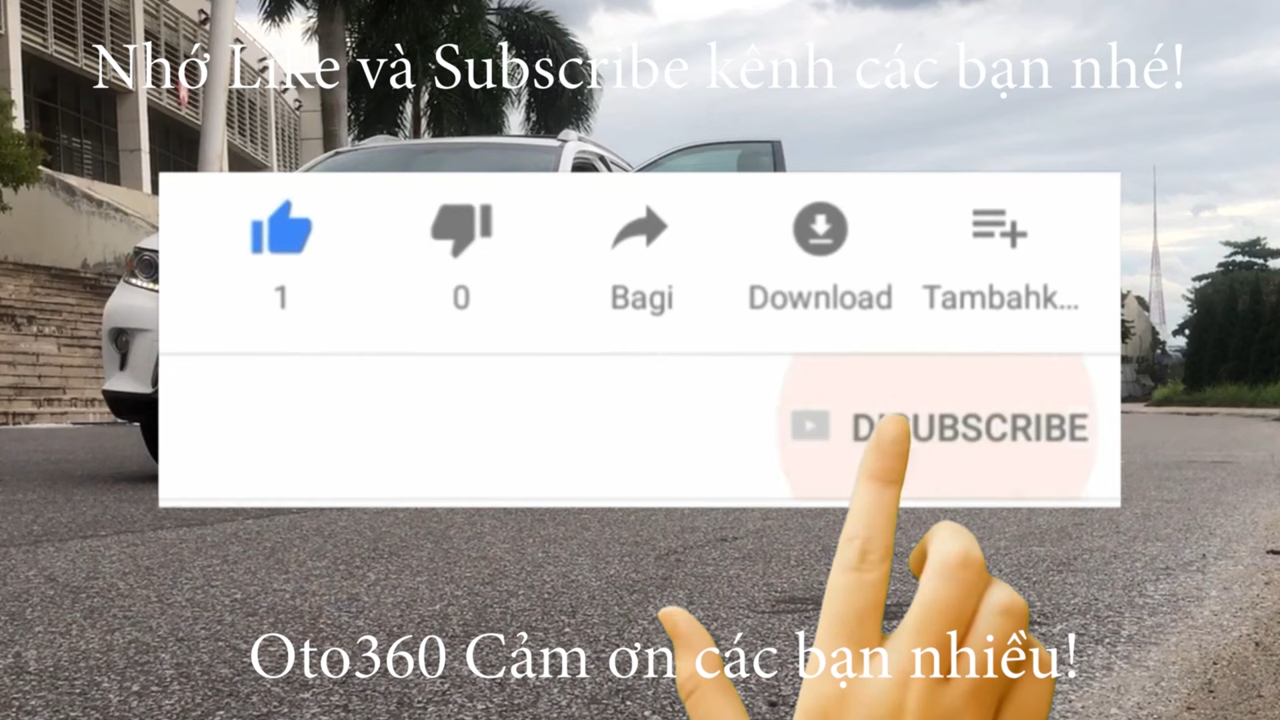 Nhớ Like và Subscribe kênh các bạn nhé!
1 0 Bagi Download Tambahk...
Oto360 Cảm ơn các bạn nhiều!